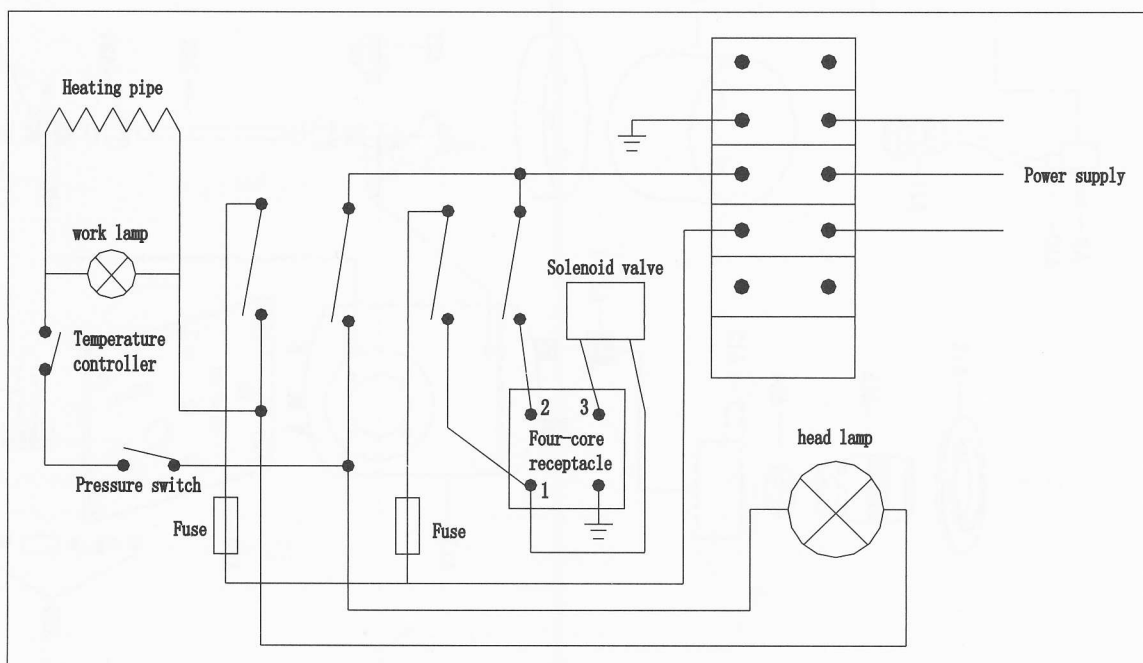 Heating pipe
work lamp
Temperature
controller
Pressure switch
Fuse
Fuse
Solenoid valve
2 3
Four-core
receptacle
1
Power supply
head lamp